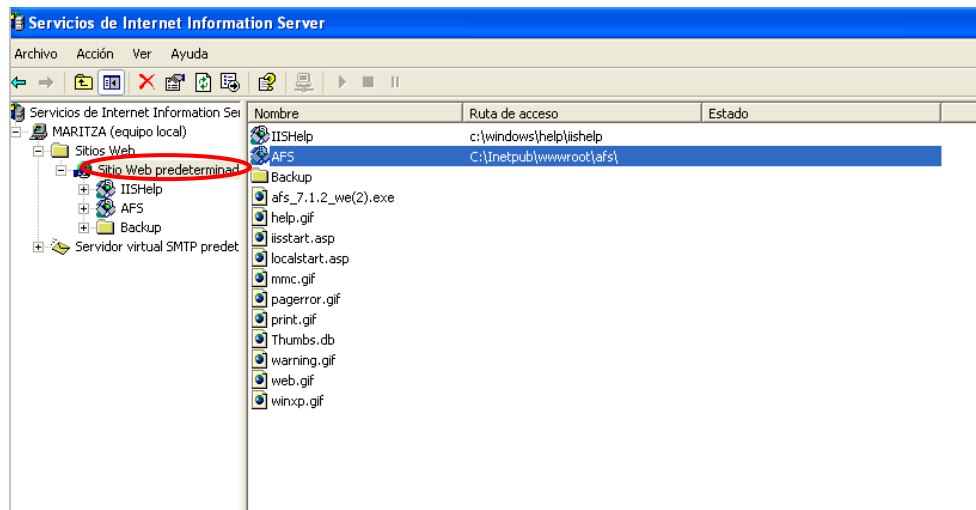 Servicios de Internet Information Server
Archivo Acción Ver Ayuda
Servicios de Internet Information Ser
MARITZA (equipo local)
Sitios Web
Sitio Web predeterminad
IISHelp
AFS
Backup
Servidor virtual SMTP predet
Nombre Ruta de acceso Estado
IISHelp c:\windows\help\iishelp
AFS C:\Inetpub\wwwroot\afs\
Backup
afs_7.1.2_we(2).exe
help.gif
iisstart.asp
localstart.asp
mmc.gif
pagerror.gif
print.gif
Thumbs.db
warning.gif
web.gif
winxp.gif